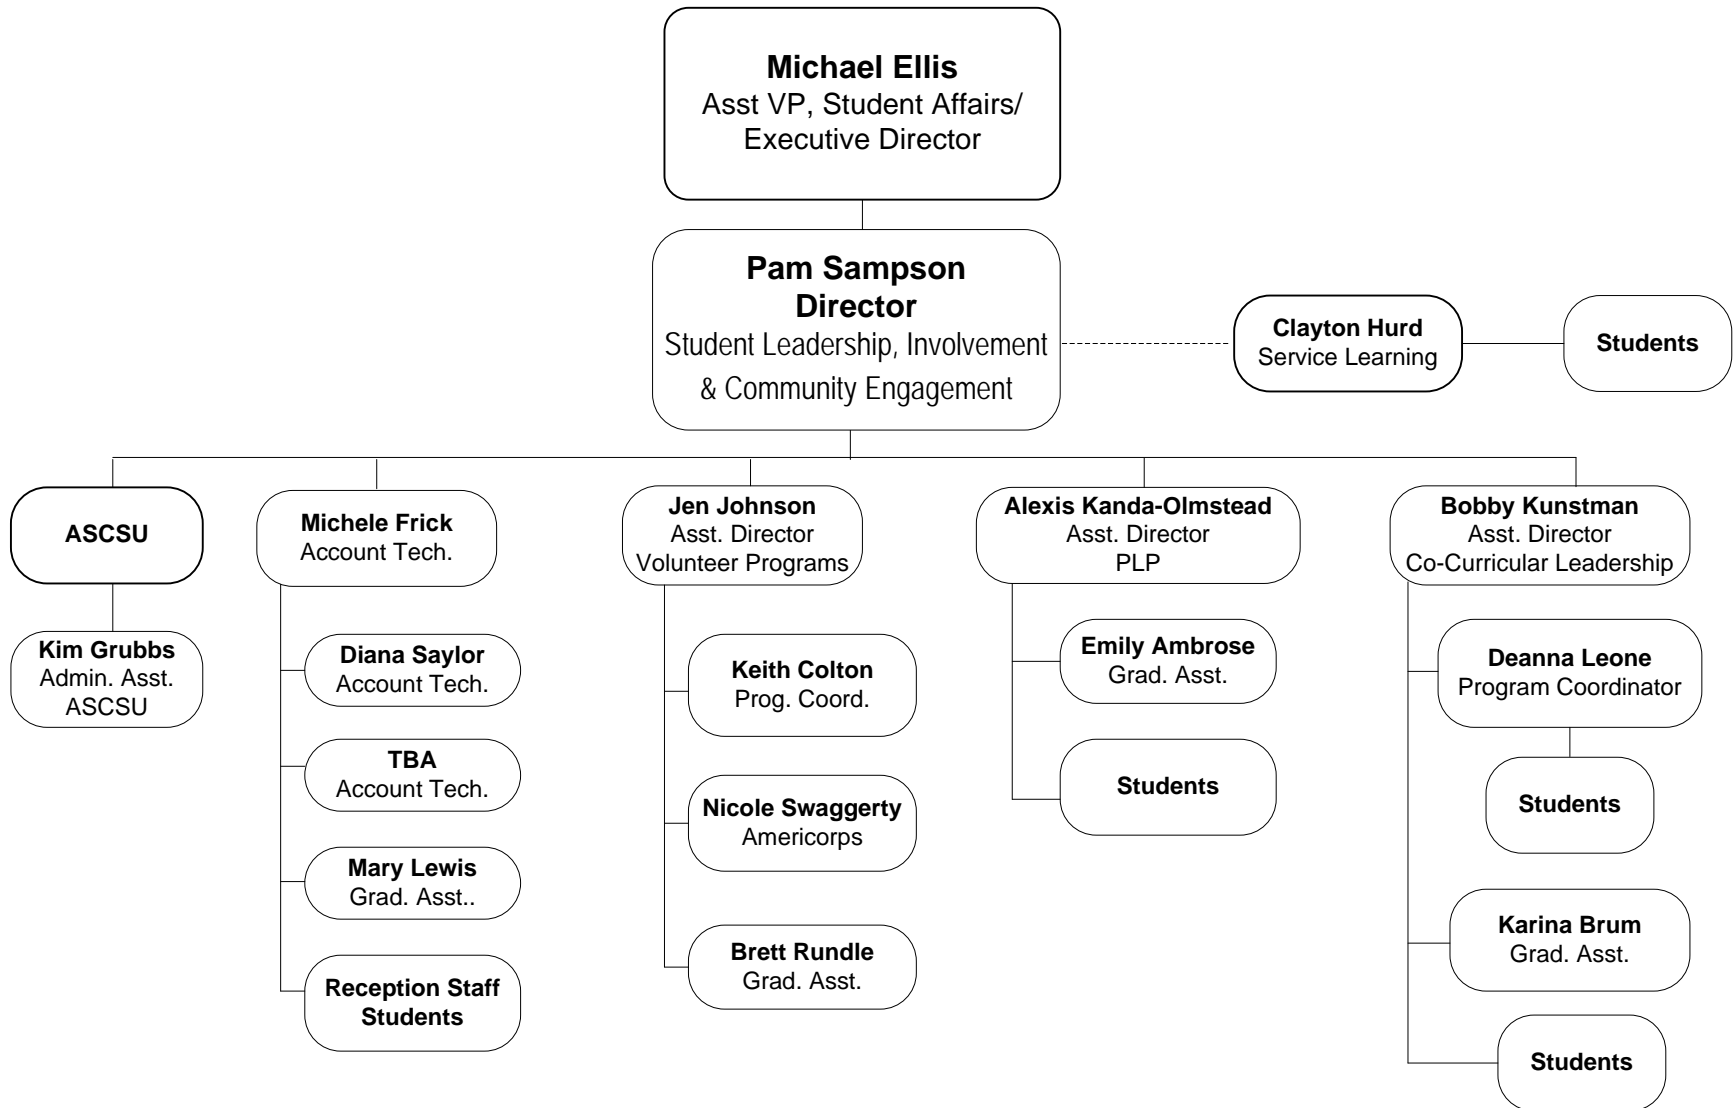 Michael Ellis
Asst VP, Student Affairs/
Executive Director
Pam Sampson
Director
Student Leadership, Involvement
& Community Engagement
Clayton Hurd
Service Learning
Students
ASCSU
Kim Grubbs
Admin. Asst.
ASCSU
Michele Frick
Account Tech.
Diana Saylor
Account Tech.
TBA
Account Tech.
Mary Lewis
Grad. Asst..
Reception Staff
Students
Jen Johnson
Asst. Director
Volunteer Programs
Keith Colton
Prog. Coord.
Nicole Swaggerty
Americorps
Brett Rundle
Grad. Asst.
Alexis Kanda-Olmstead
Asst. Director
PLP
Emily Ambrose
Grad. Asst.
Students
Bobby Kunstman
Asst. Director
Co-Curricular Leadership
Deanna Leone
Program Coordinator
Students
Karina Brum
Grad. Asst.
Students